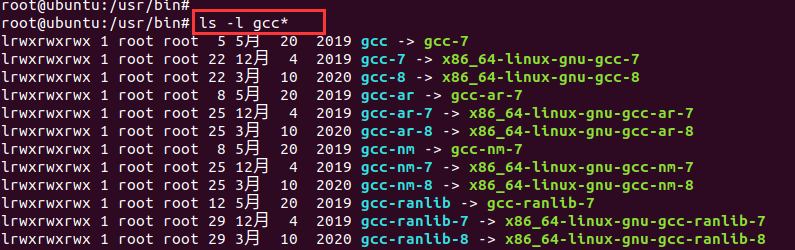 root@ubuntu:/usr/bin#
root@ubuntu:/usr/bin# ls -l gcc*
lrwxrwxrwx 1 root root  5 5月  20  2019 gcc -> gcc-7
lrwxrwxrwx 1 root root 22 12月  4  2019 gcc-7 -> x86_64-linux-gnu-gcc-7
lrwxrwxrwx 1 root root 22 3月  10  2020 gcc-8 -> x86_64-linux-gnu-gcc-8
lrwxrwxrwx 1 root root  8 5月  20  2019 gcc-ar -> gcc-ar-7
lrwxrwxrwx 1 root root 25 12月  4  2019 gcc-ar-7 -> x86_64-linux-gnu-gcc-ar-7
lrwxrwxrwx 1 root root 25 3月  10  2020 gcc-ar-8 -> x86_64-linux-gnu-gcc-ar-8
lrwxrwxrwx 1 root root  8 5月  20  2019 gcc-nm -> gcc-nm-7
lrwxrwxrwx 1 root root 25 12月  4  2019 gcc-nm-7 -> x86_64-linux-gnu-gcc-nm-7
lrwxrwxrwx 1 root root 25 3月  10  2020 gcc-nm-8 -> x86_64-linux-gnu-gcc-nm-8
lrwxrwxrwx 1 root root 12 5月  20  2019 gcc-ranlib -> gcc-ranlib-7
lrwxrwxrwx 1 root root 29 12月  4  2019 gcc-ranlib-7 -> x86_64-linux-gnu-gcc-ranlib-7
lrwxrwxrwx 1 root root 29 3月  10  2020 gcc-ranlib-8 -> x86_64-linux-gnu-gcc-ranlib-8